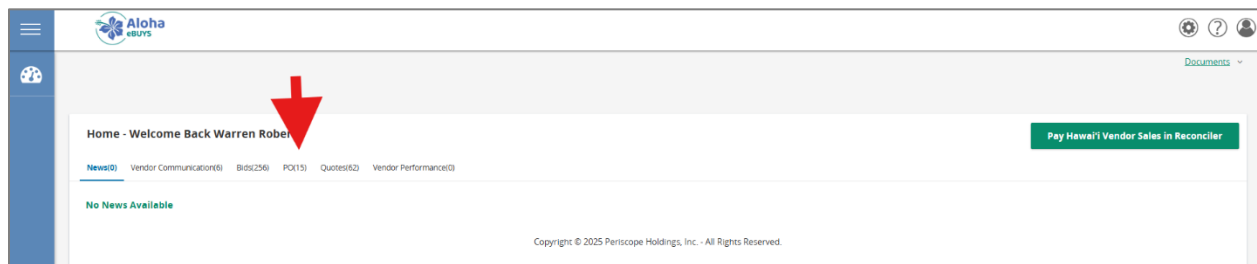 Aloha
eBUYS
?
Documents
Home - Welcome Back Warren
Pay Hawai'i Vendor Sales in Reconciler
News(0) Vendor Communication(6) Bids(256) PO(15) Quotes(62) Vendor Performance(0)
No News Available
Copyright © 2025 Periscope Holdings, Inc. - All Rights Reserved.